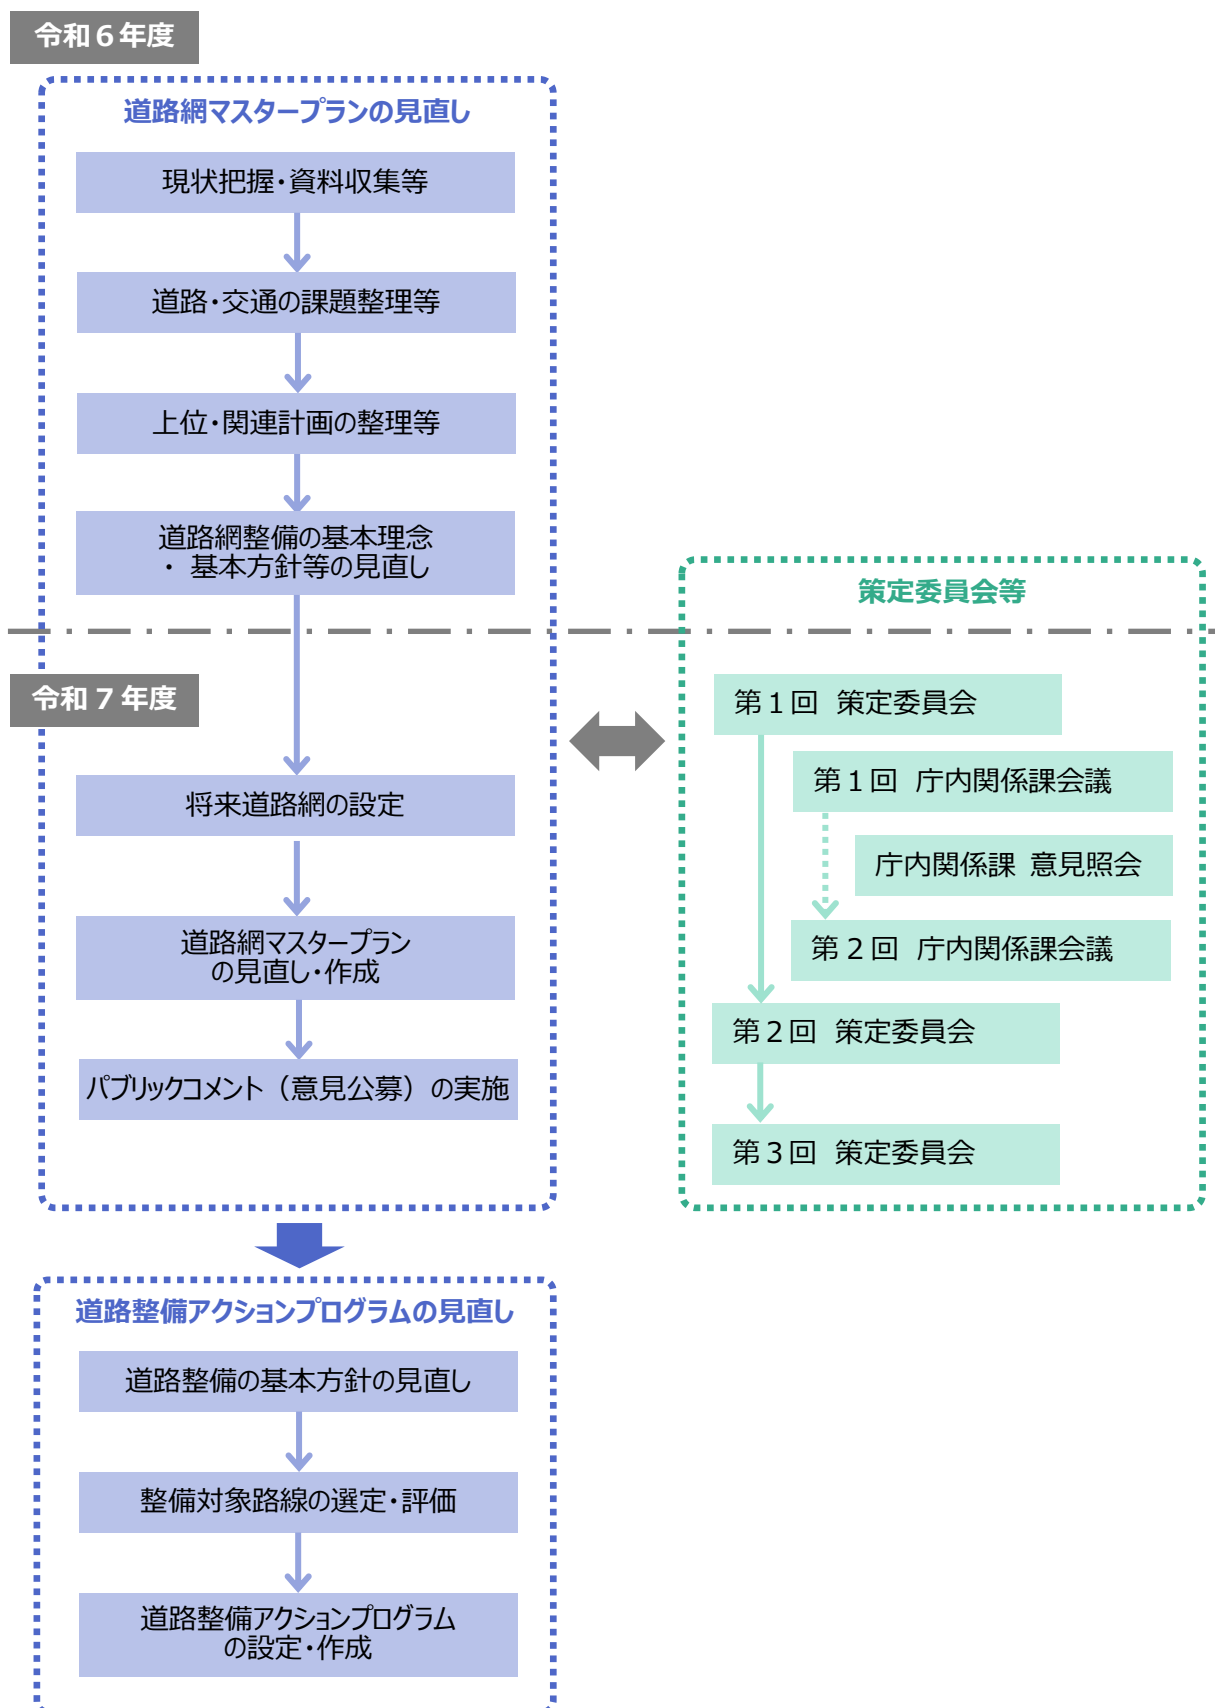 令和６年度
道路網マスタープランの見直し
現状把握・資料収集等
道路・交通の課題整理等
上位・関連計画の整理等
道路網整備の基本理念
・ 基本方針等の見直し
令和７年度
将来道路網の設定
道路網マスタープラン
の見直し・作成
パブリックコメント（意見公募）の実施
策定委員会等
第１回 策定委員会
第１回 庁内関係課会議
庁内関係課 意見照会
第２回 庁内関係課会議
第２回 策定委員会
第３回 策定委員会
道路整備アクションプログラムの見直し
道路整備の基本方針の見直し
整備対象路線の選定・評価
道路整備アクションプログラム
の設定・作成